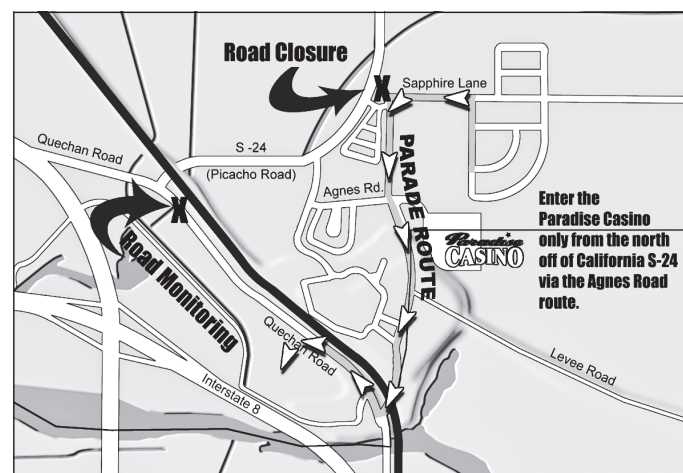 Road Closure
X
Sapphire Lane
Quechan Road
S -24
(Picacho Road)
PARADE ROUTE
Agnes Rd.
X
Road Monitoring
Paradise
CASINO
Enter the
Paradise Casino
only from the north
off of California S-24
via the Agnes Road
route.
Quechan Road
Levee Road
Interstate 8